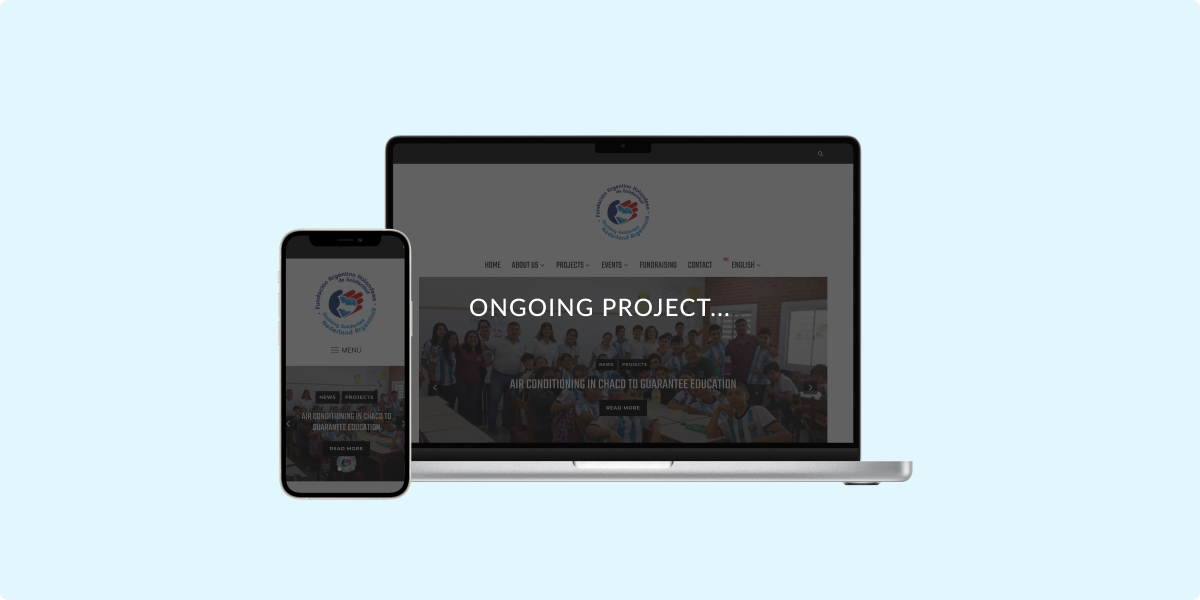 Fundación Argentino Holandesa
de Solidaridad
Nederland Argentinië
HOME ABOUT US PROJECTS EVENTS FUNDRAISING CONTACT ENGLISH
ONGOING PROJECT...
NEWS PROJECTS
AIR CONDITIONING IN CHACO TO GUARANTEE EDUCATION
READ MORE
Fundación Argentino Holandesa
de Solidaridad
Stichting Solidariteit
Nederland Argentinië
MENU
NEWS PROJECTS
AIR CONDITIONING IN CHACO TO
GUARANTEE EDUCATION
READ MORE